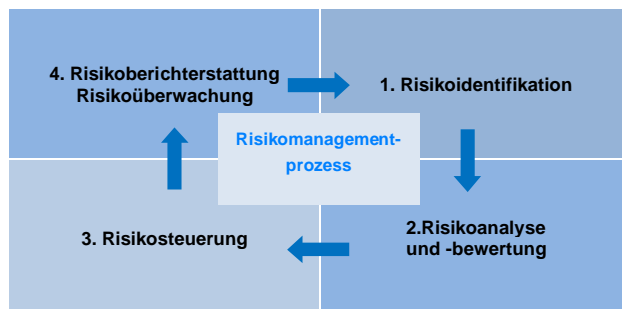 4. Risikoberichterstattung
Risikoüberwachung
1. Risikoidentifikation
Risikomanagement-
prozess
3. Risikosteuerung
2.Risikoanalyse
und -bewertung